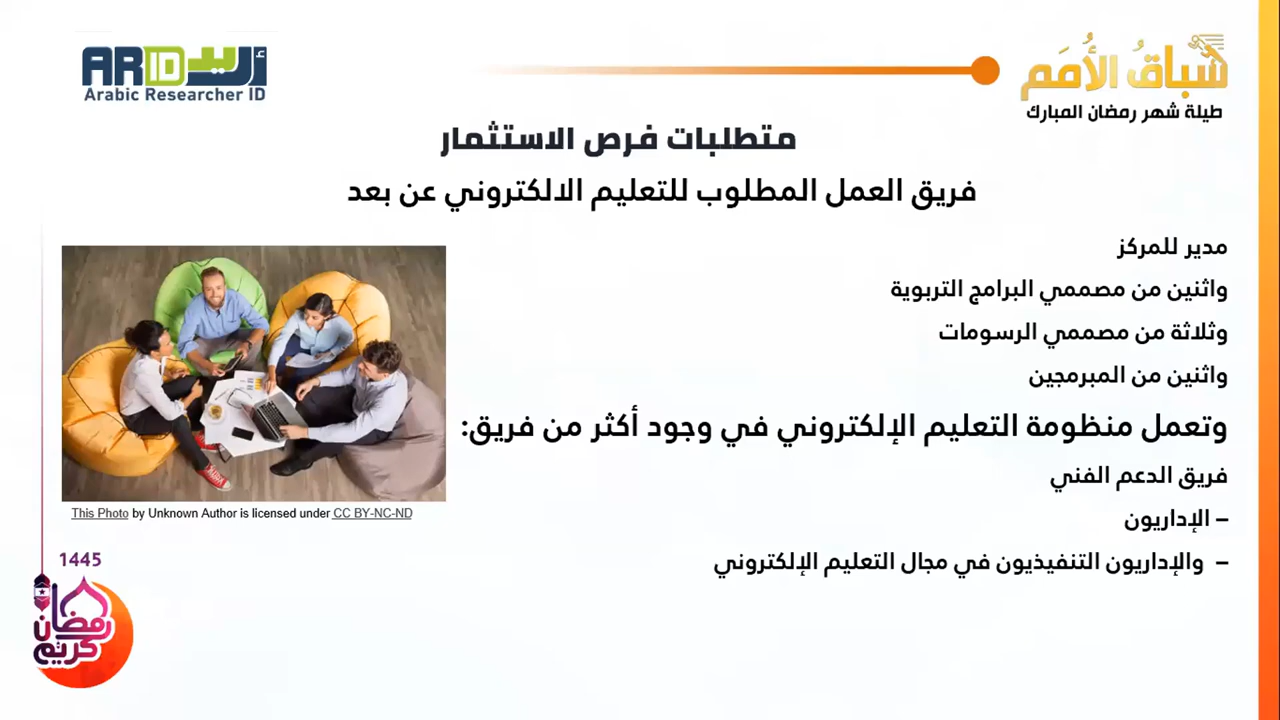 ARID أريد
Arabic Researcher ID
سباقُ الأُمَم
طيلة شهر رمضان المبارك
متطلبات فرص الاستثمار
فريق العمل المطلوب للتعليم الالكتروني عن بعد
مدير للمركز
واثنين من مصممي البرامج التربوية
وثلاثة من مصممي الرسومات
واثنين من المبرمجين
وتعمل منظومة التعليم الإلكتروني في وجود أكثر من فريق:
فريق الدعم الفني
– الإداريون
– والإداريون التنفيذيون في مجال التعليم الإلكتروني
This Photo by Unknown Author is licensed under CC BY-NC-ND
1445
رمضان
كريم